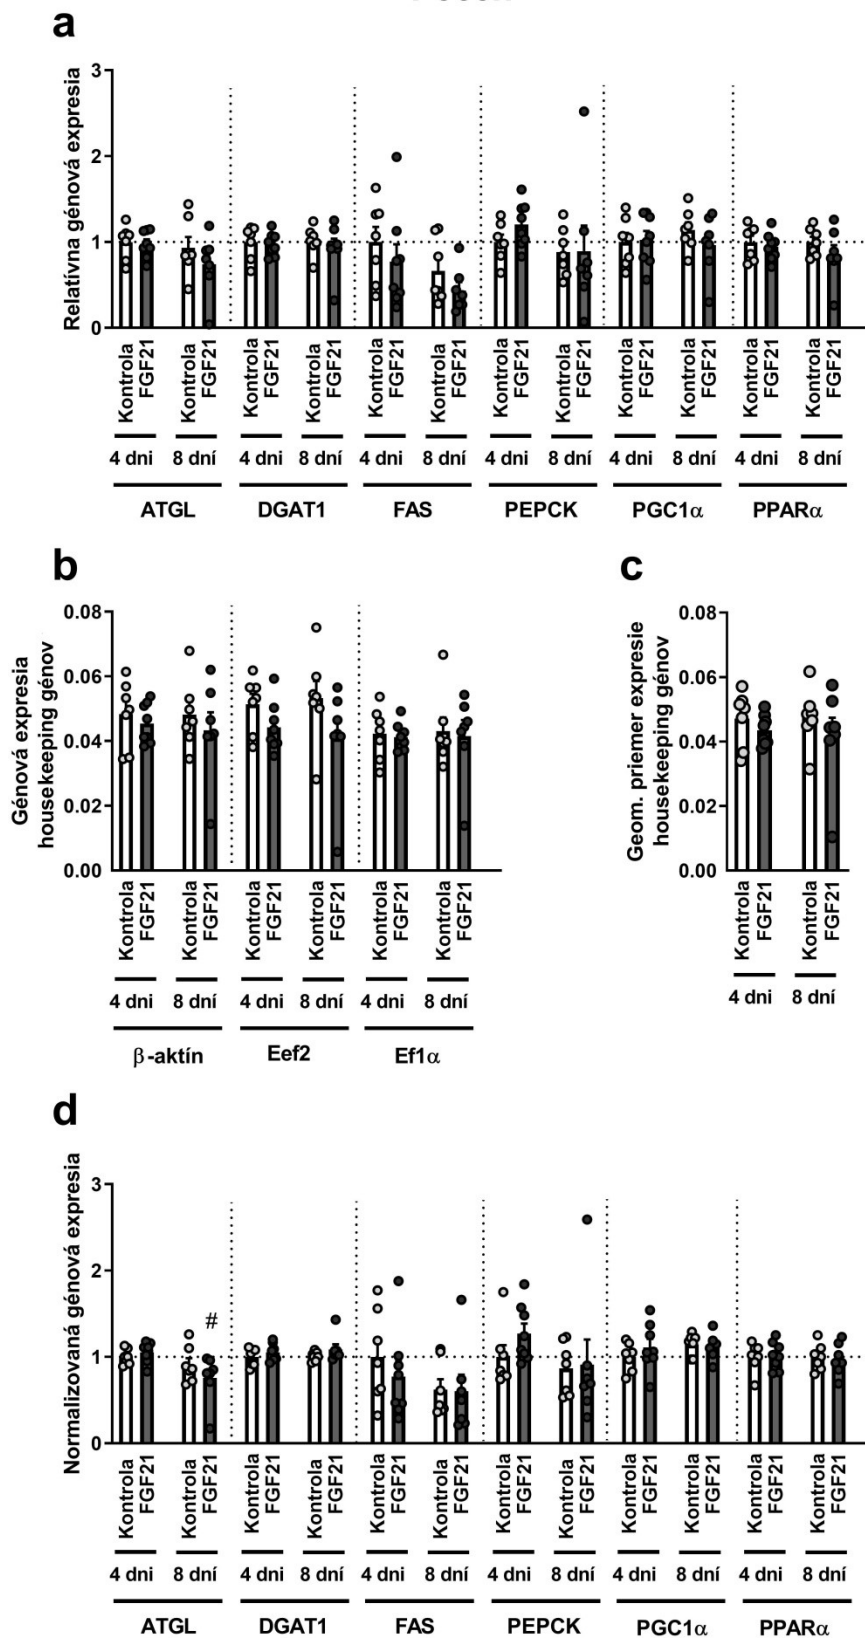 a
Relatívna génová expresia
3
2
1
0
Kontrola FGF21 Kontrola FGF21 Kontrola FGF21 Kontrola FGF21 Kontrola FGF21 Kontrola FGF21 Kontrola FGF21 Kontrola FGF21 Kontrola FGF21 Kontrola FGF21 Kontrola FGF21 Kontrola FGF21
4 dni 8 dní 4 dni 8 dní 4 dni 8 dní 4 dni 8 dní 4 dni 8 dní 4 dni 8 dní
ATGL DGAT1 FAS PEPCK PGC1α PPARα
b
Génová expresia
housekeeping génov
0.08
0.06
0.04
0.02
0.00
Kontrola FGF21 Kontrola FGF21 Kontrola FGF21 Kontrola FGF21 Kontrola FGF21 Kontrola FGF21
4 dni 8 dní 4 dni 8 dní 4 dni 8 dní
β-aktín Eef2 Ef1α
c
Geom. priemer expresie
housekeeping génov
0.08
0.06
0.04
0.02
0.00
Kontrola FGF21 Kontrola FGF21
4 dni 8 dní
d
Normalizovaná génová expresia
3
2
1
0
#
Kontrola FGF21 Kontrola FGF21 Kontrola FGF21 Kontrola FGF21 Kontrola FGF21 Kontrola FGF21 Kontrola FGF21 Kontrola FGF21 Kontrola FGF21 Kontrola FGF21 Kontrola FGF21 Kontrola FGF21
4 dni 8 dní 4 dni 8 dní 4 dni 8 dní 4 dni 8 dní 4 dni 8 dní 4 dni 8 dní
ATGL DGAT1 FAS PEPCK PGC1α PPARα